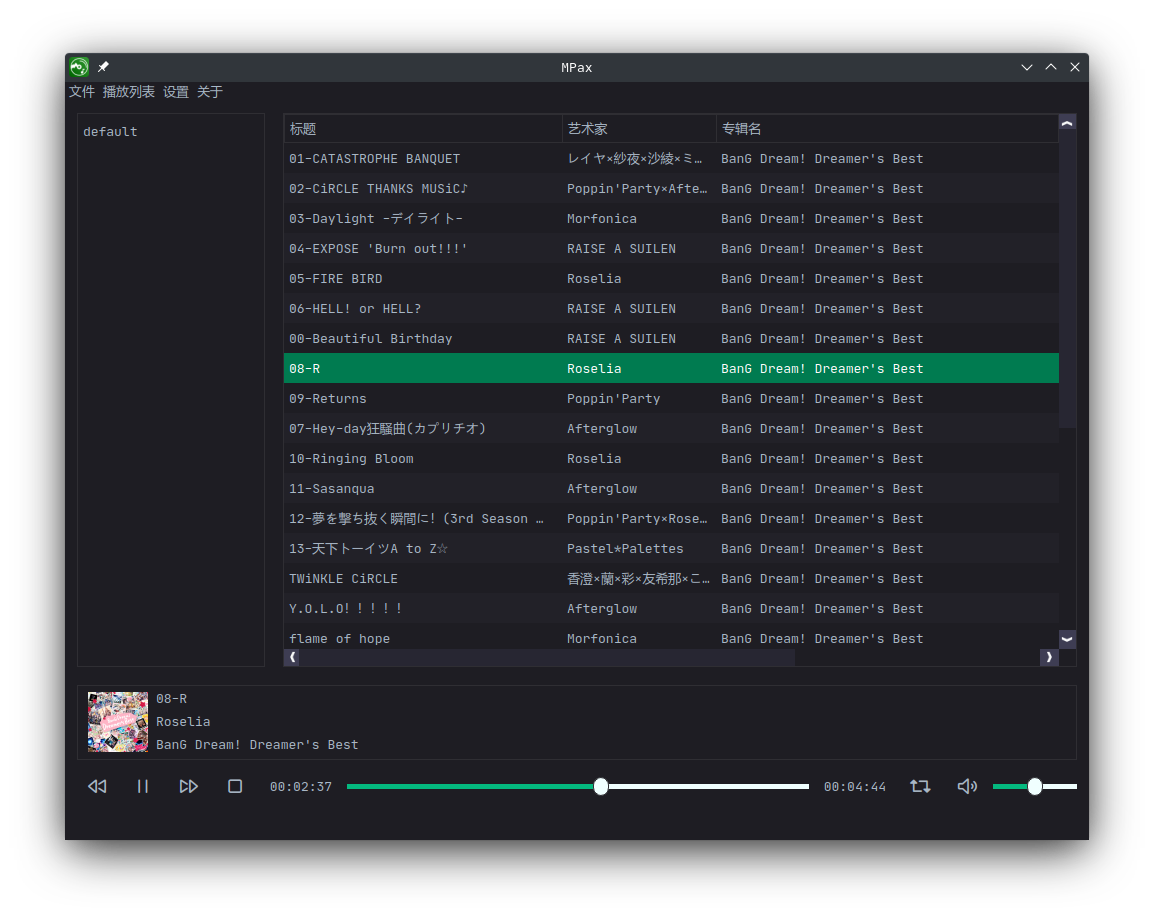 MPax
文件 播放列表 设置 关于
default
标题 艺术家 专辑名
01-CATASTROPHE BANQUET レイヤ×紗夜×沙綾×ミ… BanG Dream! Dreamer's Best
02-CiRCLE THANKS MUSiC♪ Poppin'Party×Afte… BanG Dream! Dreamer's Best
03-Daylight -デイライト- Morfonica BanG Dream! Dreamer's Best
04-EXPOSE 'Burn out!!!' RAISE A SUILEN BanG Dream! Dreamer's Best
05-FIRE BIRD Roselia BanG Dream! Dreamer's Best
06-HELL! or HELL? RAISE A SUILEN BanG Dream! Dreamer's Best
00-Beautiful Birthday RAISE A SUILEN BanG Dream! Dreamer's Best
08-R Roselia BanG Dream! Dreamer's Best
09-Returns Poppin'Party BanG Dream! Dreamer's Best
07-Hey-day狂騒曲(カプリチオ) Afterglow BanG Dream! Dreamer's Best
10-Ringing Bloom Roselia BanG Dream! Dreamer's Best
11-Sasanqua Afterglow BanG Dream! Dreamer's Best
12-夢を撃ち抜く瞬間に! (3rd Season … Poppin'Party×Rose… BanG Dream! Dreamer's Best
13-天下トーイツA to Z☆ Pastel*Palettes BanG Dream! Dreamer's Best
TWiNKLE CiRCLE 香澄×蘭×彩×友希那×こ… BanG Dream! Dreamer's Best
Y.O.L.O!！！！！ Afterglow BanG Dream! Dreamer's Best
flame of hope Morfonica BanG Dream! Dreamer's Best
08-R
Roselia
BanG Dream! Dreamer's Best
00:02:37 00:04:44